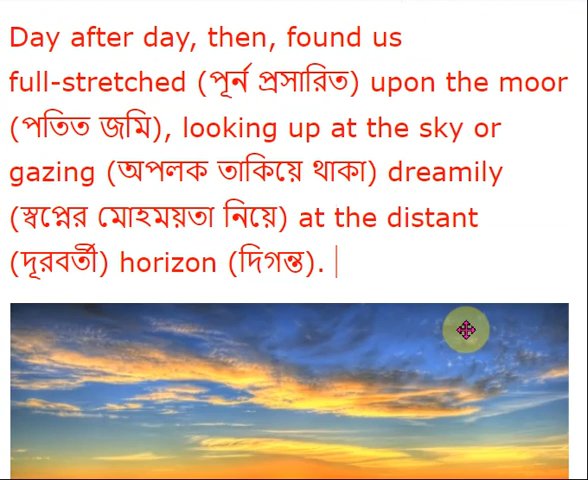 Day after day, then, found us
full-stretched (পূর্ন প্রসারিত) upon the moor
(পতিত জমি), looking up at the sky or
gazing (অপলক তাকিয়ে থাকা) dreamily
(স্বপ্নের মোহময়তা নিয়ে) at the distant
(দূরবর্তী) horizon (দিগন্ত).